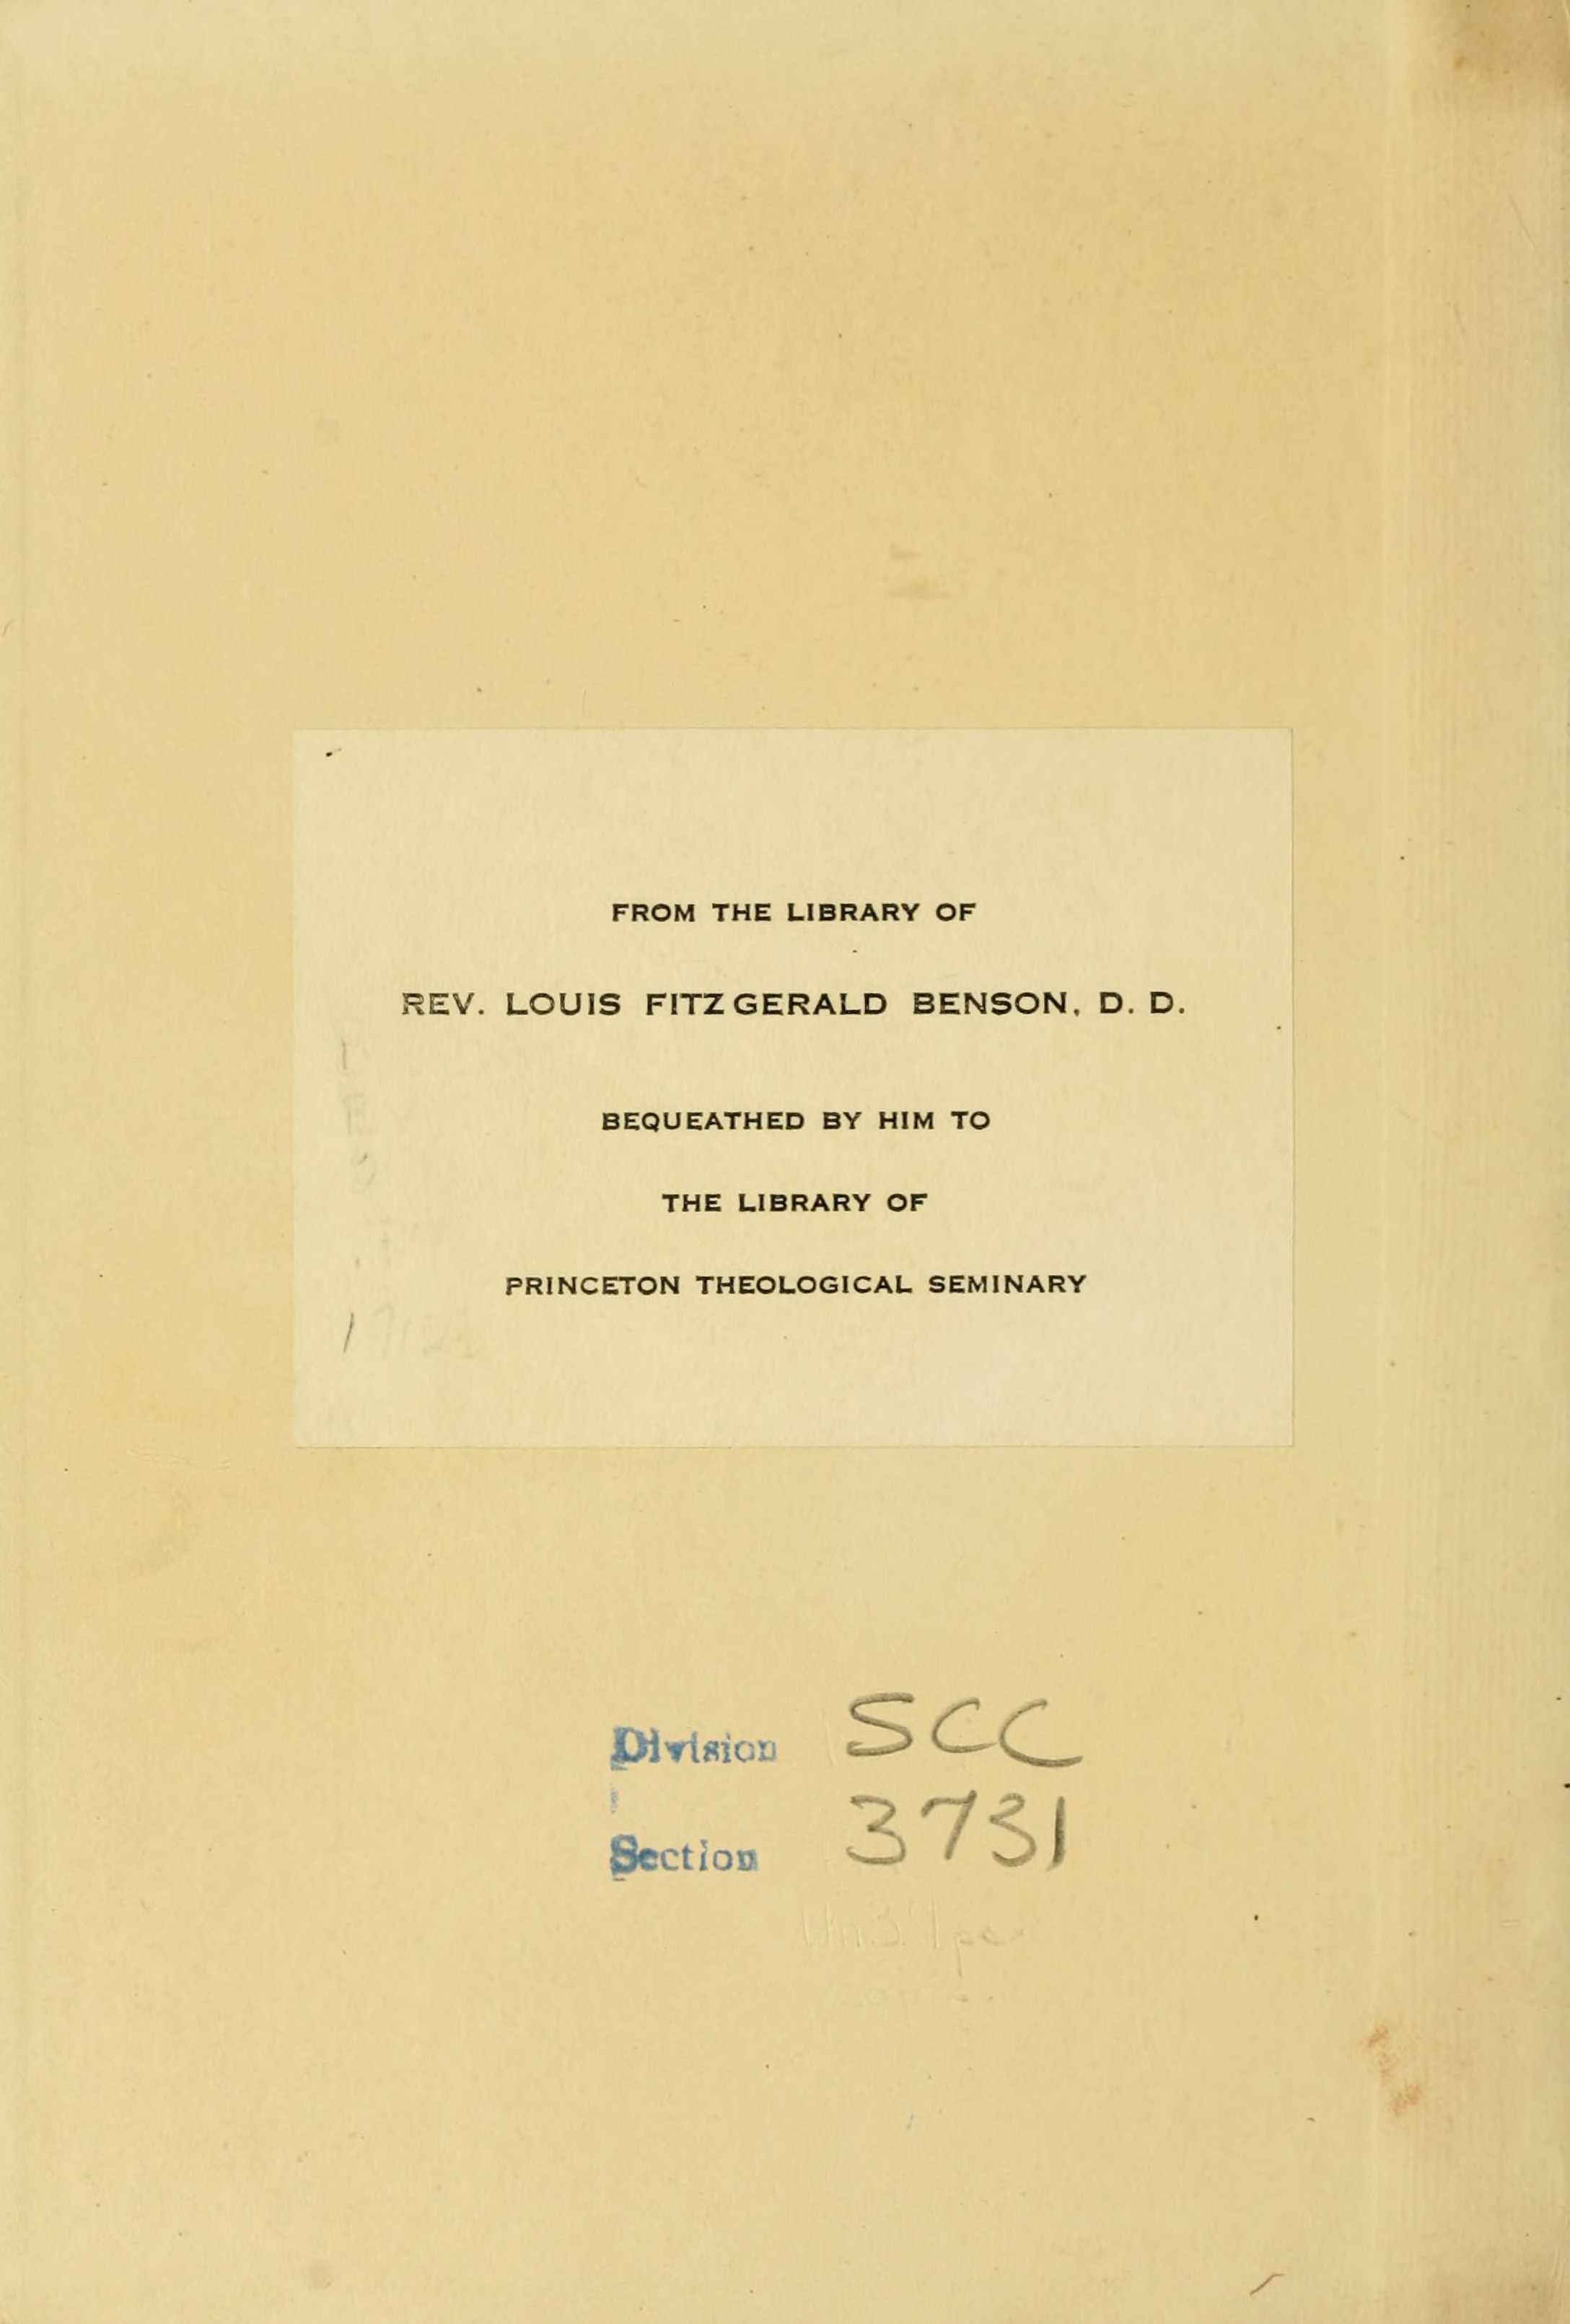 FROM THE LIBRARY OF
REV. LOUIS FITZGERALD BENSON, D. D.
BEQUEATHED BY HIM TO
THE LIBRARY OF
PRINCETON THEOLOGICAL SEMINARY
Division SCC
Section 3731